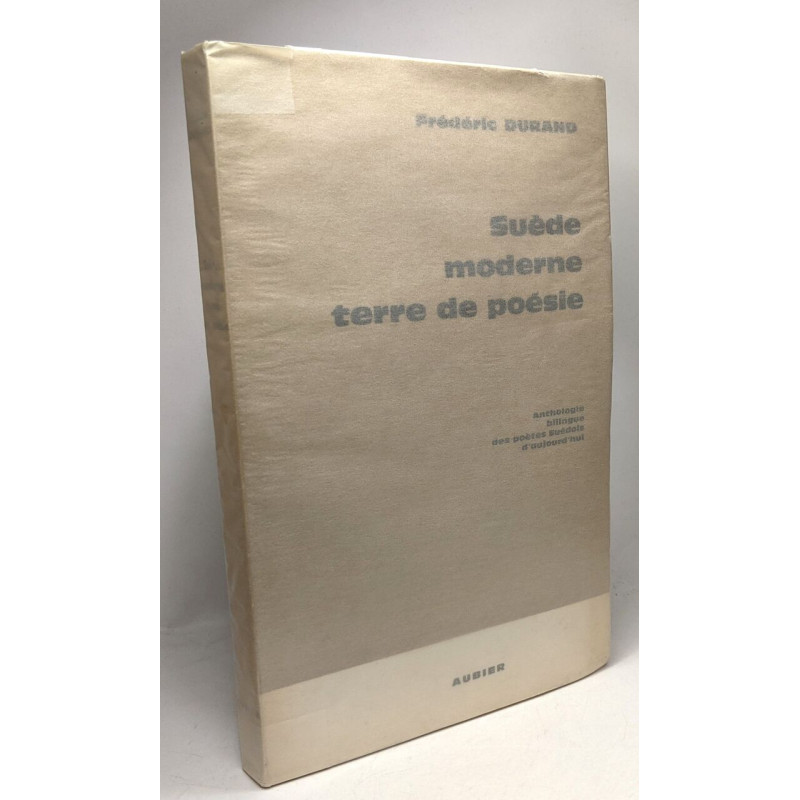 Frédéric DURAND
Suède
moderne
terre de poésie
anthologie
bilingue
des poètes suédois
d'aujourd'hui
AUBIER